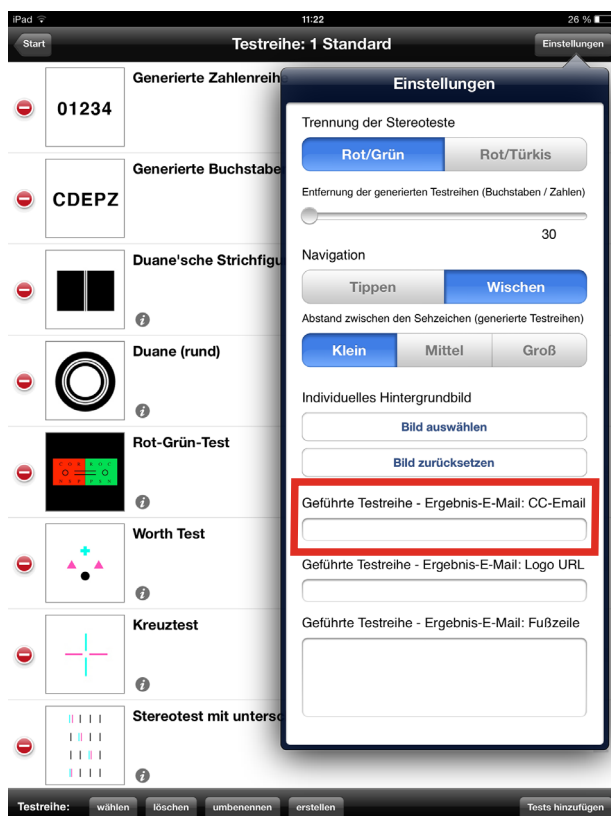 iPad 11:22 26 %
Start Testreihe: 1 Standard Einstellungen
Generierte Zahlenreihe
01234
Generierte Buchstabe
CDEPZ
Duane'sche Strichfigu
Duane (rund)
Rot-Grün-Test
Worth Test
Kreuztest
Stereotest mit untersc
Einstellungen
Trennung der Stereoteste
Rot/Grün Rot/Türkis
Entfernung der generierten Testreihen (Buchstaben / Zahlen)
30
Navigation
Tippen Wischen
Abstand zwischen den Sehzeichen (generierte Testreihen)
Klein Mittel Groß
Individuelles Hintergrundbild
Bild auswählen
Bild zurücksetzen
Geführte Testreihe - Ergebnis-E-Mail: CC-Email
Geführte Testreihe - Ergebnis-E-Mail: Logo URL
Geführte Testreihe - Ergebnis-E-Mail: Fußzeile
Testreihe: wählen löschen umbenennen erstellen Tests hinzufügen